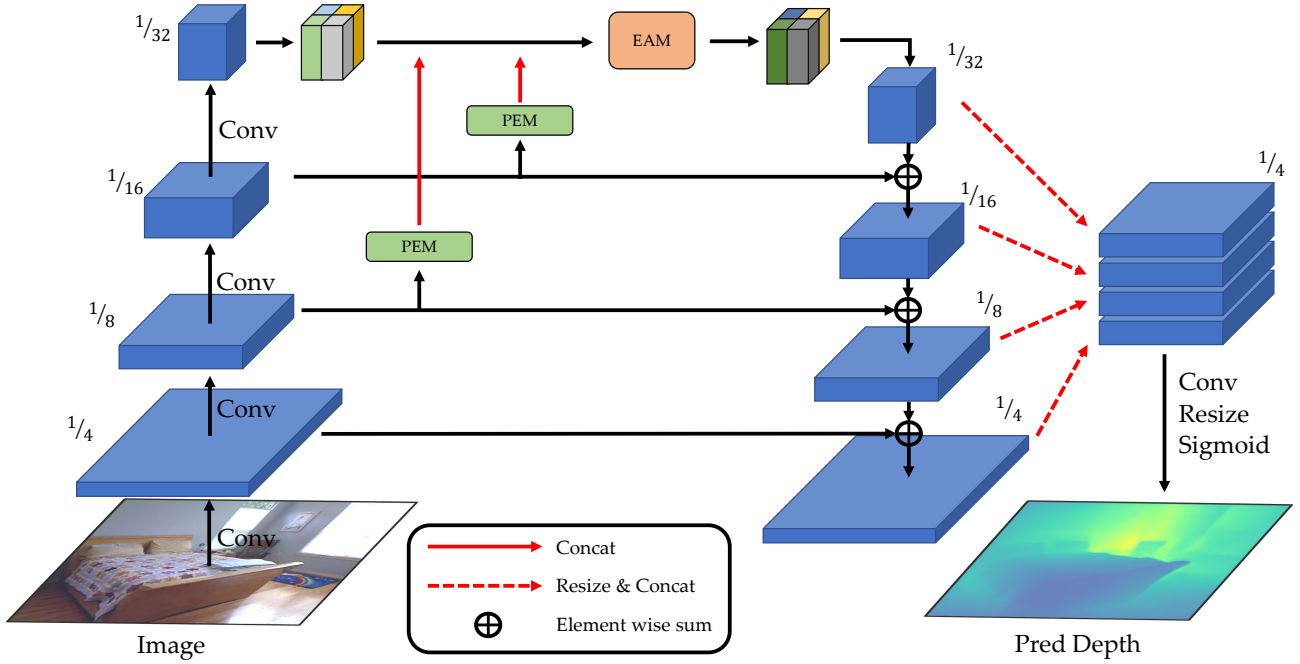 1/32
EAM
1/32
PEM
Conv
1/16
1/16
1/4
PEM
Conv
1/8
1/8
Conv
1/4
1/4
Conv
Resize
Sigmoid
Conv
Concat
Resize & Concat
Element wise sum
Image
Pred Depth